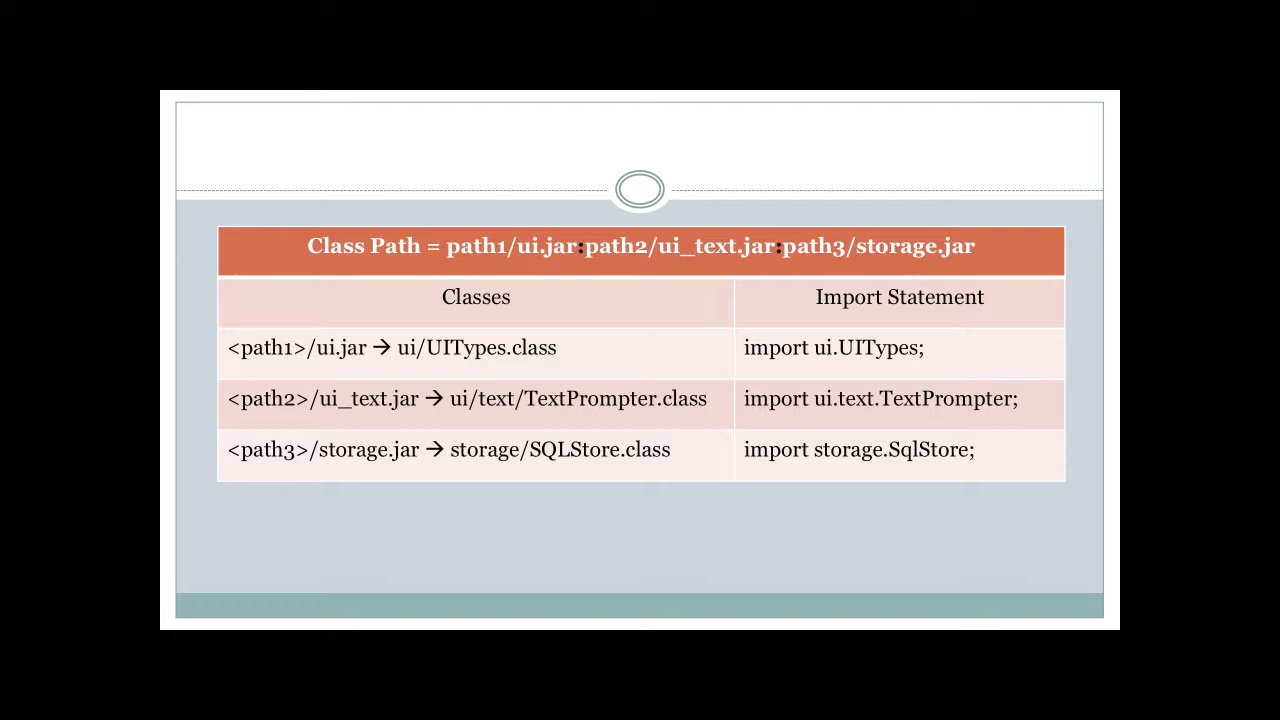 Class Path = path1/ui.jar:path2/ui_text.jar:path3/storage.jar
Classes
Import Statement
<path1>/ui.jar → ui/UITypes.class
import ui.UITypes;
<path2>/ui_text.jar → ui/text/TextPrompter.class
import ui.text.TextPrompter;
<path3>/storage.jar → storage/SQLStore.class
import storage.SqlStore;